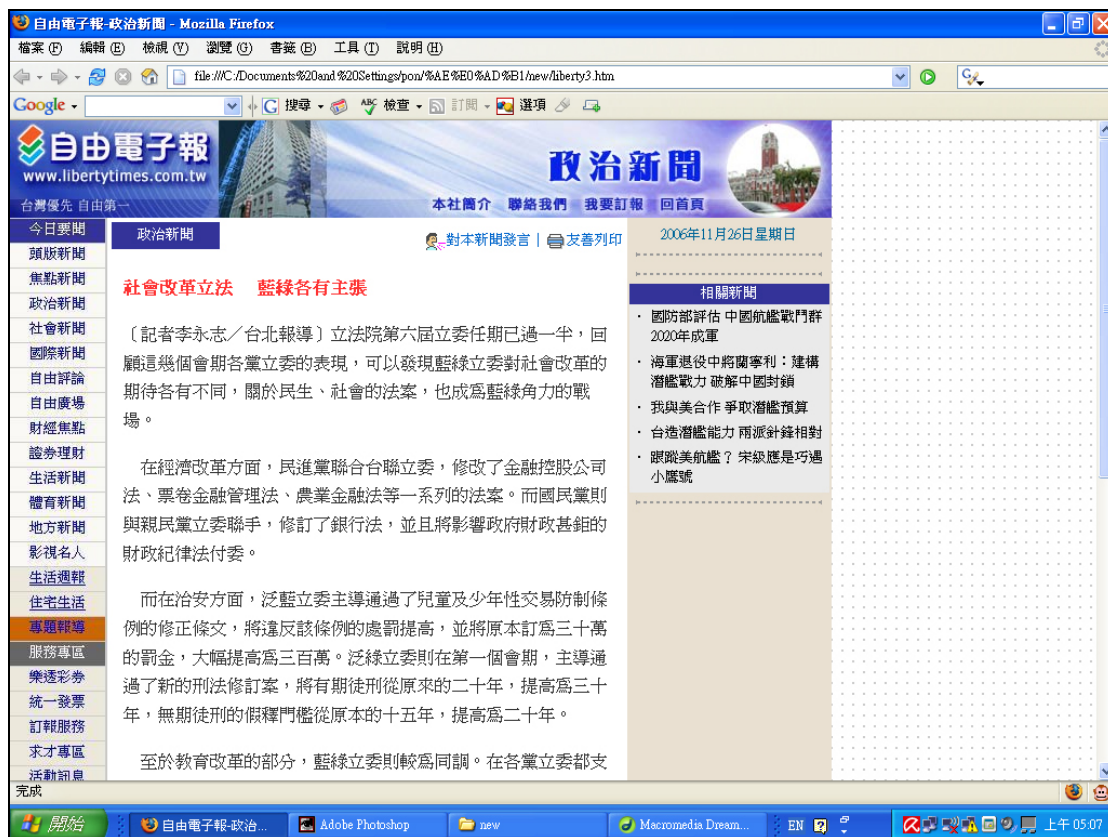 自由電子報-政治新聞 - Mozilla Firefox
檔案(F) 編輯(E) 檢視(V) 瀏覽(G) 書籤(B) 工具(T) 說明(H)
file:///C:/Documents%20and%20Settings/pon/%AE%E0%AD%B1/new/liberty3.htm
Google 搜尋 檢查 訂閱 選項
自由電子報
www.libertytimes.com.tw
台灣優先 自由第一
政治新聞
本社簡介 聯絡我們 我要訂報 回首頁
今日要聞
頭版新聞
焦點新聞
政治新聞
社會新聞
國際新聞
自由評論
自由廣場
財經焦點
證券理財
生活新聞
體育新聞
地方新聞
影視名人
生活週報
住宅生活
專題報導
服務專區
樂透彩券
統一發票
訂報服務
求才專區
活動訊息
政治新聞
對本新聞發言 | 友善列印
社會改革立法 藍綠各有主張
〔記者李永志／台北報導〕立法院第六屆立委任期已過一半，回
顧這幾個會期各黨立委的表現，可以發現藍綠立委對社會改革的
期待各有不同，關於民生、社會的法案，也成為藍綠角力的戰
場。
在經濟改革方面，民進黨聯合台聯立委，修改了金融控股公司
法、票卷金融管理法、農業金融法等一系列的法案。而國民黨則
與親民黨立委聯手，修訂了銀行法，並且將影響政府財政甚鉅的
財政紀律法付委。
而在治安方面，泛藍立委主導通過了兒童及少年性交易防制條
例的修正條文，將違反該條例的處罰提高，並將原本訂為三十萬
的罰金，大幅提高為三百萬。泛綠立委則在第一個會期，主導通
過了新的刑法修訂案，將有期徒刑從原來的二十年，提高為三十
年，無期徒刑的假釋門檻從原本的十五年，提高為二十年。
至於教育改革的部分，藍綠立委則較為同調。在各黨立委都支
2006年11月26日星期日
相關新聞
‧ 國防部評估 中國航艦戰鬥群
2020年成軍
‧ 海軍退役中將蘭寧利：建構
潛艦戰力 破解中國封鎖
‧ 我與美合作 爭取潛艦預算
‧ 台造潛艦能力 兩派針鋒相對
‧ 跟蹤美航艦？ 宋級應是巧遇
小鷹號
完成
開始 自由電子報-政治... Adobe Photoshop new Macromedia Dream... EN 上午 05:07